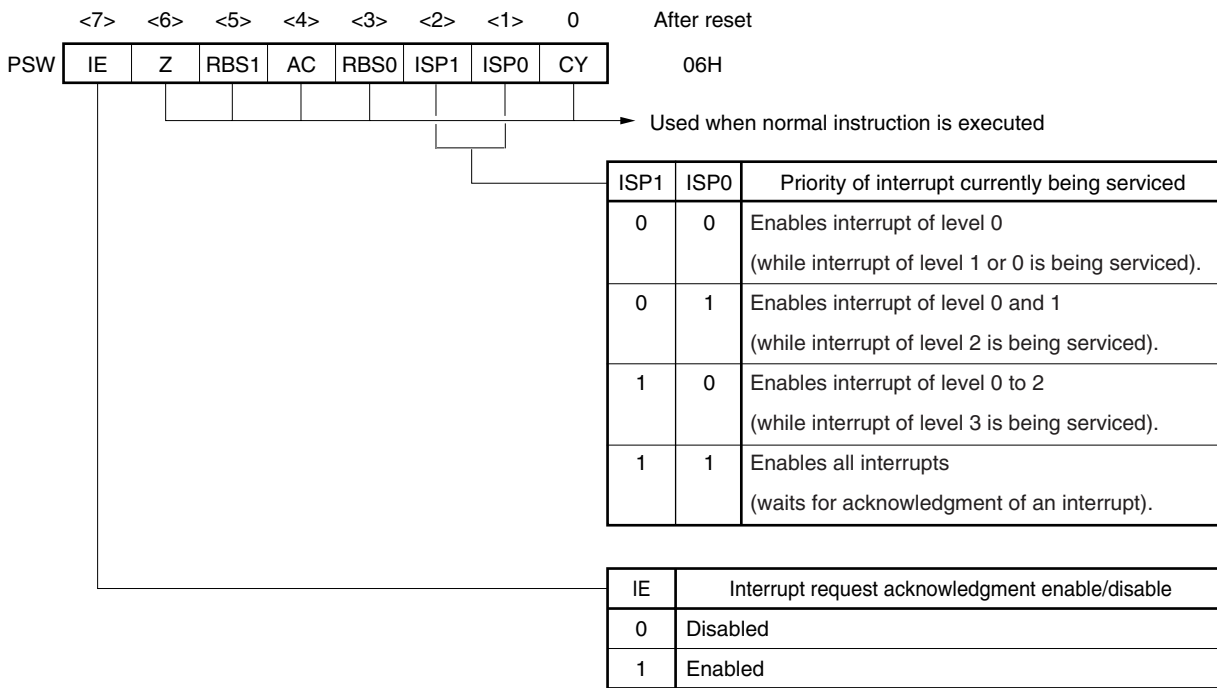 <7> <6> <5> <4> <3> <2> <1> 0 After reset
PSW IE Z RBS1 AC RBS0 ISP1 ISP0 CY 06H
Used when normal instruction is executed
ISP1 ISP0 Priority of interrupt currently being serviced
0 0 Enables interrupt of level 0
(while interrupt of level 1 or 0 is being serviced).
0 1 Enables interrupt of level 0 and 1
(while interrupt of level 2 is being serviced).
1 0 Enables interrupt of level 0 to 2
(while interrupt of level 3 is being serviced).
1 1 Enables all interrupts
(waits for acknowledgment of an interrupt).
IE Interrupt request acknowledgment enable/disable
0 Disabled
1 Enabled